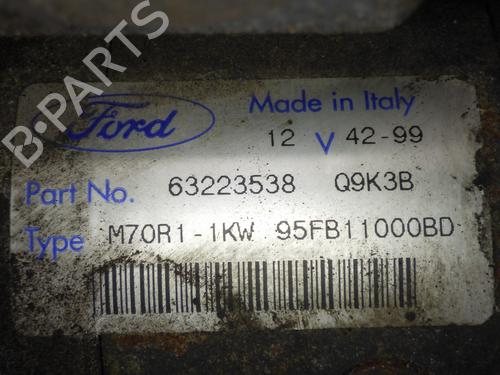 B-PARTS
Ford
Made in Italy
12 V 42-99
Part No. 63223538 Q9K3B
Type M70R1-1KW 95FB11000BD